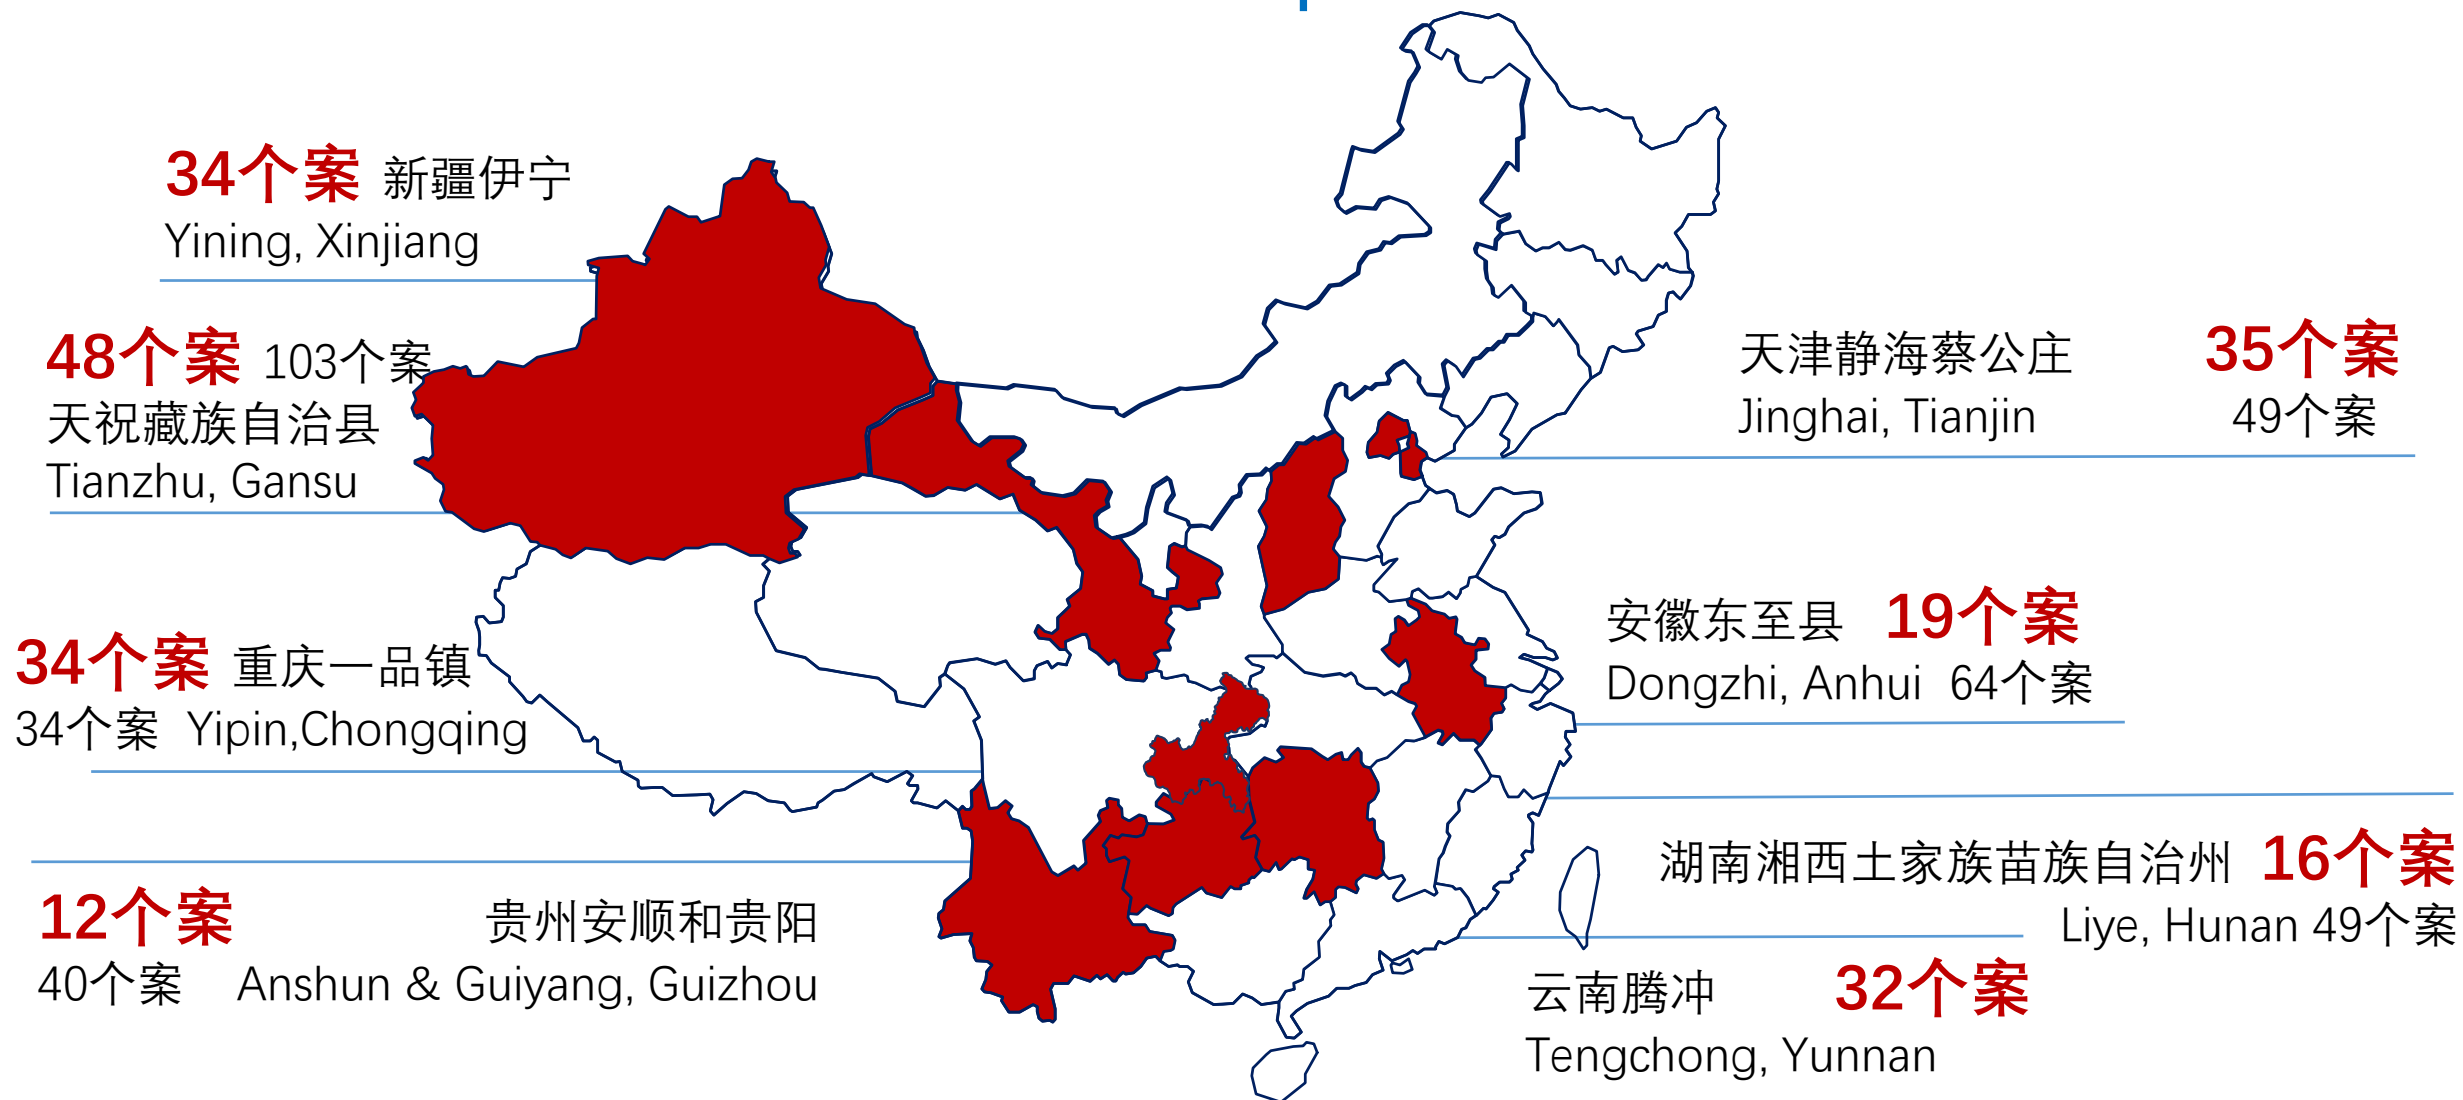 34个案 新疆伊宁
Yining, Xinjiang
48个案 103个案
天祝藏族自治县
Tianzhu, Gansu
34个案 重庆一品镇
34个案 Yipin,Chongqing
12个案 贵州安顺和贵阳
40个案 Anshun & Guiyang, Guizhou
天津静海蔡公庄 35个案
Jinghai, Tianjin 49个案
安徽东至县 19个案
Dongzhi, Anhui 64个案
湖南湘西土家族苗族自治州 16个案
Liye, Hunan 49个案
云南腾冲 32个案
Tengchong, Yunnan